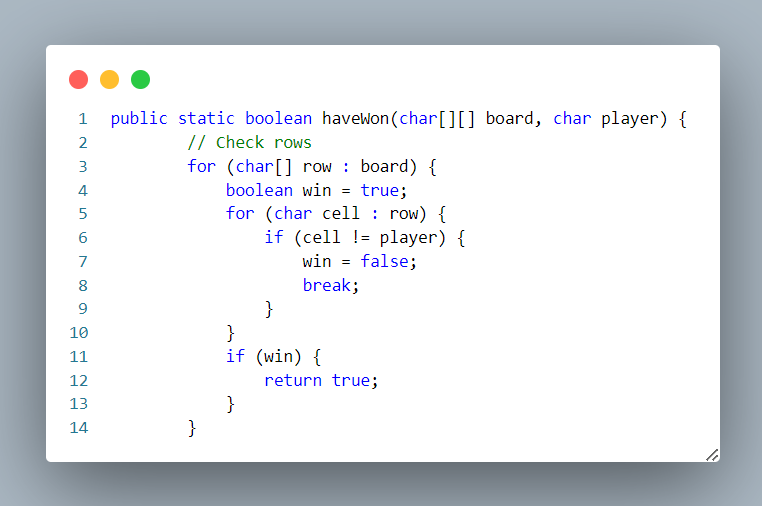 1 public static boolean haveWon(char[][] board, char player) {
2         // Check rows
3         for (char[] row : board) {
4             boolean win = true;
5             for (char cell : row) {
6                 if (cell != player) {
7                     win = false;
8                     break;
9                 }
10             }
11             if (win) {
12                 return true;
13             }
14         }